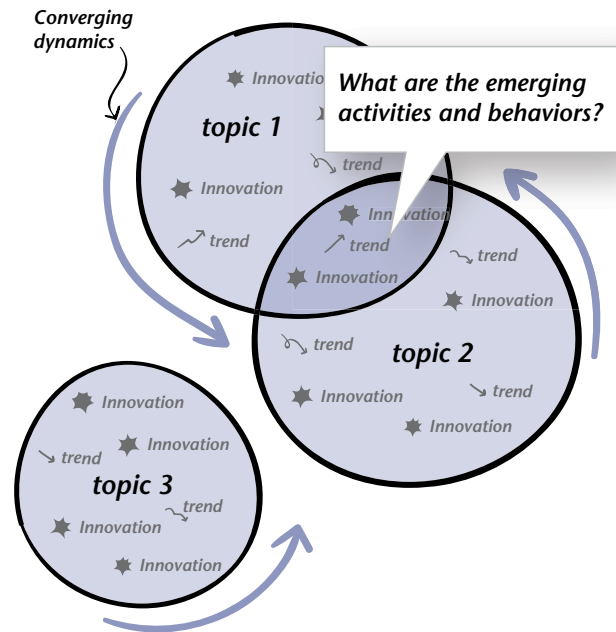 Converging
dynamics
What are the emerging
activities and behaviors?
Innovation
topic 1
trend
Innovation
trend
Innovation
trend
Innovation
trend
Innovation
trend
topic 2
trend
Innovation
Innovation
Innovation
Innovation
trend
topic 3
trend
Innovation
Innovation